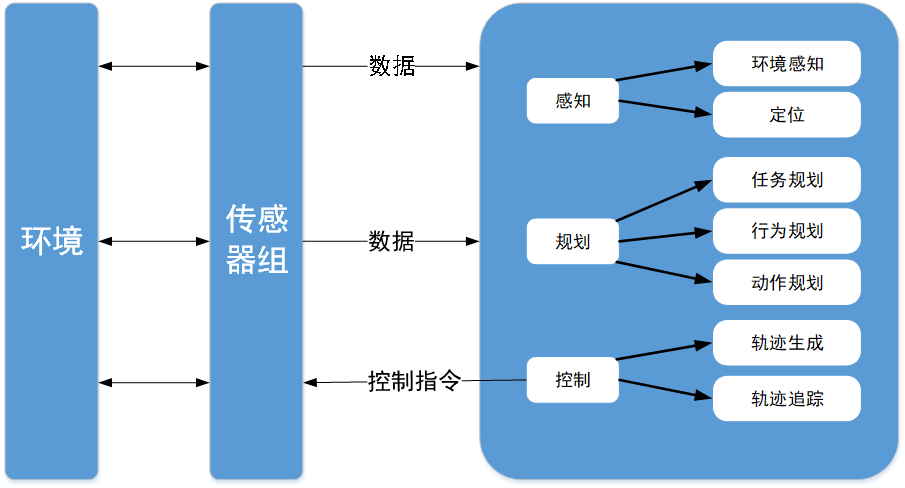 环境
传感
器组
数据
数据
控制指令
感知
环境感知
定位
规划
任务规划
行为规划
动作规划
控制
轨迹生成
轨迹追踪